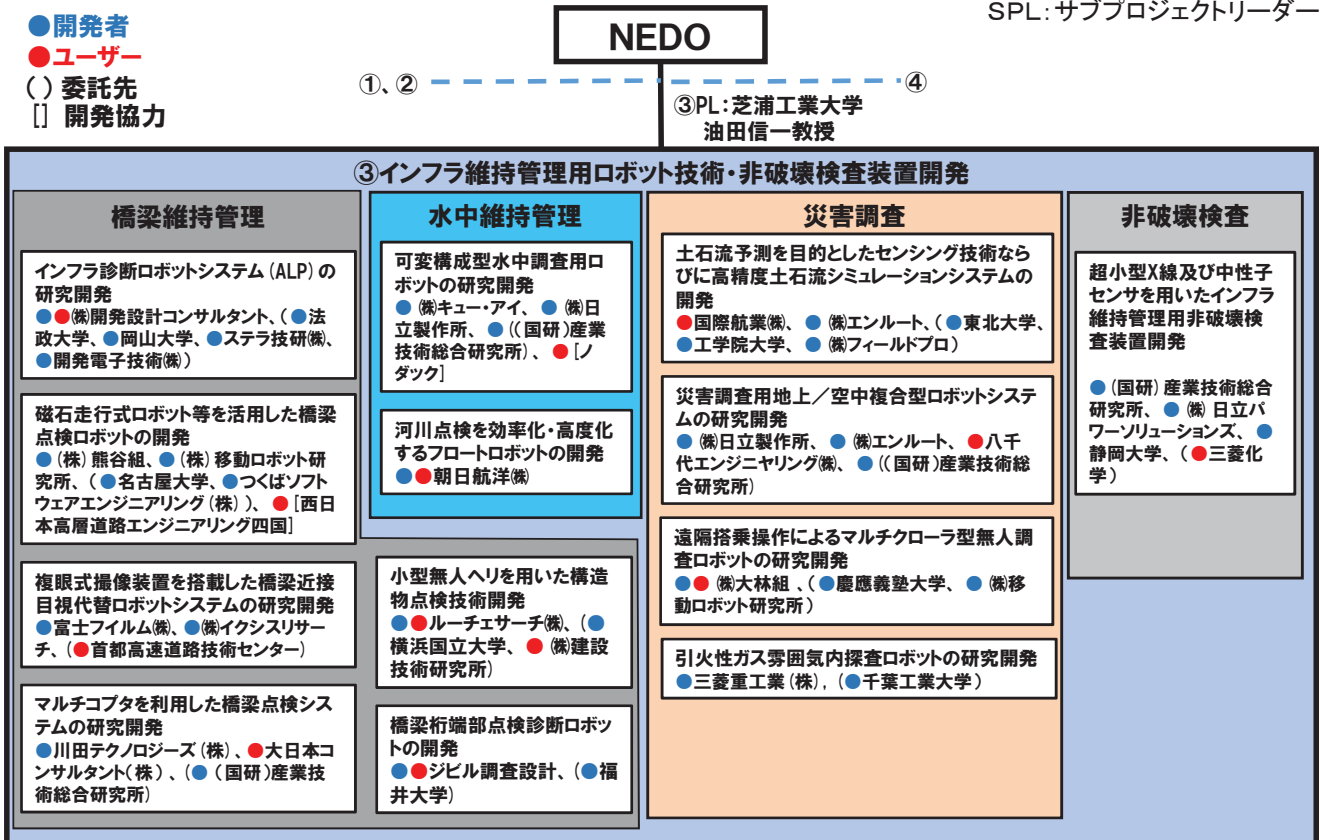 SPL:サブプロジェクトリーダー
●開発者
●ユーザー
( ) 委託先
[] 開発協力
NEDO
①、②
④
③PL:芝浦工業大学
油田信一教授
③インフラ維持管理用ロボット技術・非破壊検査装置開発
橋梁維持管理
インフラ診断ロボットシステム(ALP)の
研究開発
●●㈱開発設計コンサルタント、(●法
政大学、●岡山大学、●ステラ技研㈱、
●開発電子技術㈱)
磁石走行式ロボット等を活用した橋梁
点検ロボットの開発
●(株)熊谷組、●(株)移動ロボット研
究所、(●名古屋大学、●つくばソフト
ウェアエンジニアリング(株))、●[西日
本高層道路エンジニアリング四国]
複眼式撮像装置を搭載した橋梁近接
目視代替ロボットシステムの研究開発
●富士フイルム㈱、●㈱イクシスリサー
チ、(●首都高速道路技術センター)
マルチコプタを利用した橋梁点検シス
テムの研究開発
●川田テクノロジーズ(株)、●大日本コ
ンサルタント(株)、(●(国研)産業技
術総合研究所)
水中維持管理
可変構成型水中調査用ロ
ボットの研究開発
●㈱キュー・アイ、●㈱日
立製作所、●((国研)産業
技術総合研究所)、●[ノ
ダック]
河川点検を効率化・高度化
するフロートロボットの開発
●●朝日航洋㈱
小型無人ヘリを用いた構造
物点検技術開発
●●ルーチェサーチ㈱、(●
横浜国立大学、●㈱建設
技術研究所)
橋梁桁端部点検診断ロボッ
トの開発
●●ジビル調査設計、(●福
井大学)
災害調査
土石流予測を目的としたセンシング技術なら
びに高精度土石流シミュレーションシステムの
開発
●国際航業㈱、●㈱エンルート、(●東北大学、
●工学院大学、●㈱フィールドプロ)
災害調査用地上/空中複合型ロボットシステ
ムの研究開発
●㈱日立製作所、●㈱エンルート、●八千
代エンジニヤリング㈱、●((国研)産業技術総
合研究所)
遠隔搭乗操作によるマルチクローラ型無人調
査ロボットの研究開発
●●㈱大林組、(●慶應義塾大学、●㈱移
動ロボット研究所)
引火性ガス雰囲気内探査ロボットの研究開発
●三菱重工業(株),(●千葉工業大学)
非破壊検査
超小型X線及び中性子
センサを用いたインフラ
維持管理用非破壊検
査装置開発
●(国研)産業技術総合
研究所、●㈱日立パ
ワーソリューションズ、●
静岡大学、(●三菱化
学)